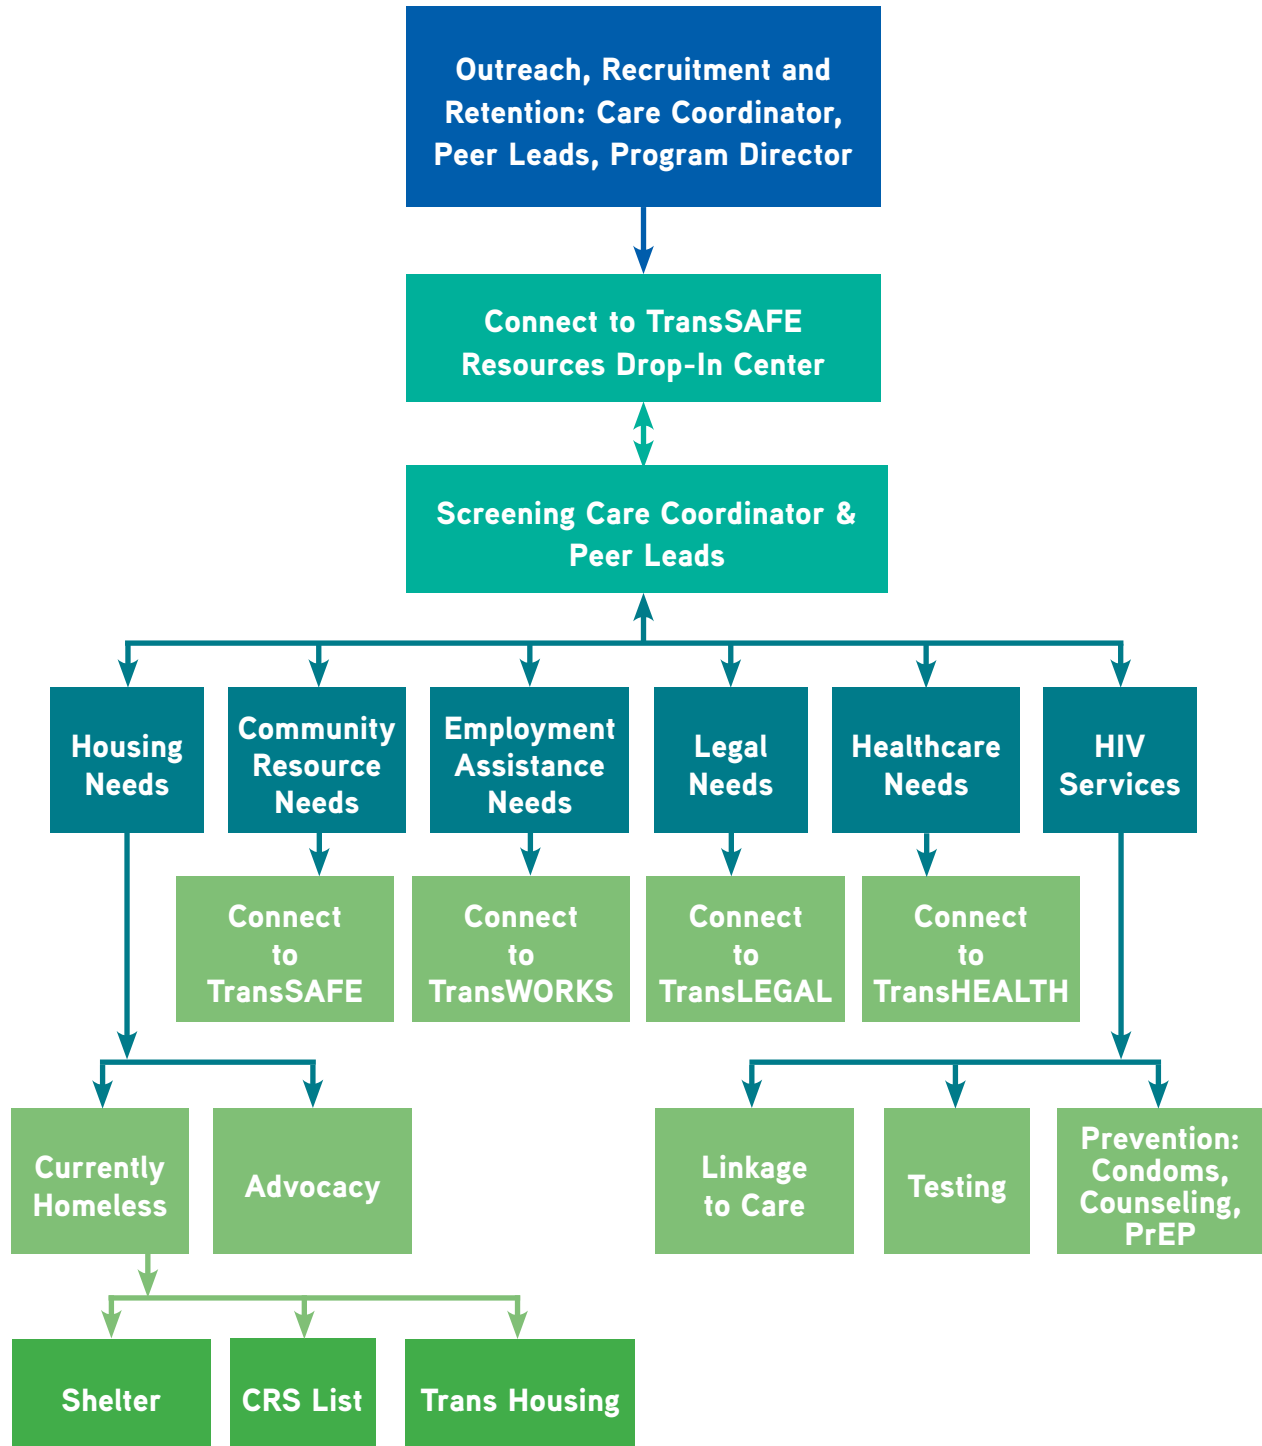 Outreach, Recruitment and
Retention: Care Coordinator,
Peer Leads, Program Director
Connect to TransSAFE
Resources Drop-In Center
Screening Care Coordinator &
Peer Leads
Housing
Needs
Community
Resource
Needs
Employment
Assistance
Needs
Legal
Needs
Healthcare
Needs
HIV
Services
Connect
to
TransSAFE
Connect
to
TransWORKS
Connect
to
TransLEGAL
Connect
to
TransHEALTH
Currently
Homeless
Advocacy
Linkage
to Care
Testing
Prevention:
Condoms,
Counseling,
PrEP
Shelter
CRS List
Trans Housing